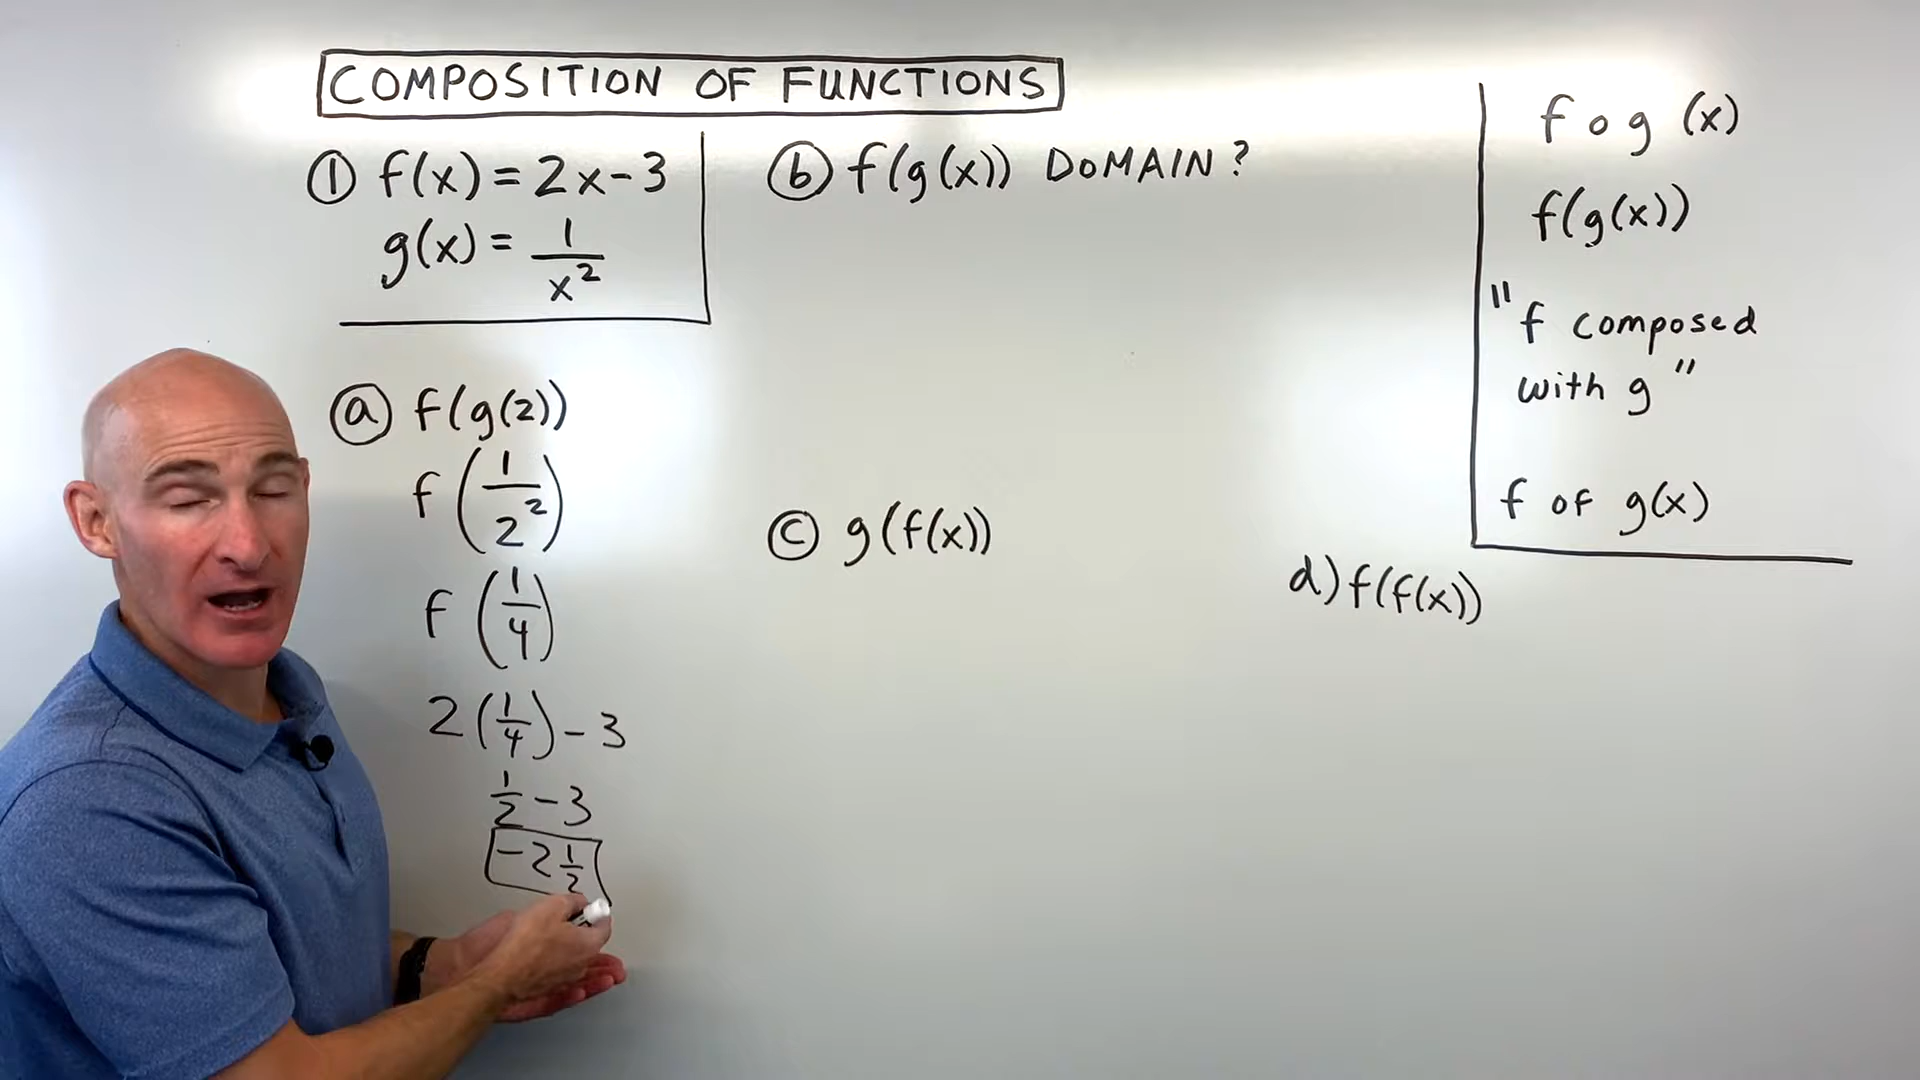 COMPOSITION OF FUNCTIONS
① f(x) = 2x-3
g(x) = 1/x²
ⓐ f(g(2))
f(1/2²)
f(1/4)
2(1/4)-3
1/2-3
-2 1/2
ⓑ f(g(x)) DOMAIN?
ⓒ g(f(x))
d) f(f(x))
f o g (x)
f(g(x))
"f composed
with g"
f of g(x)